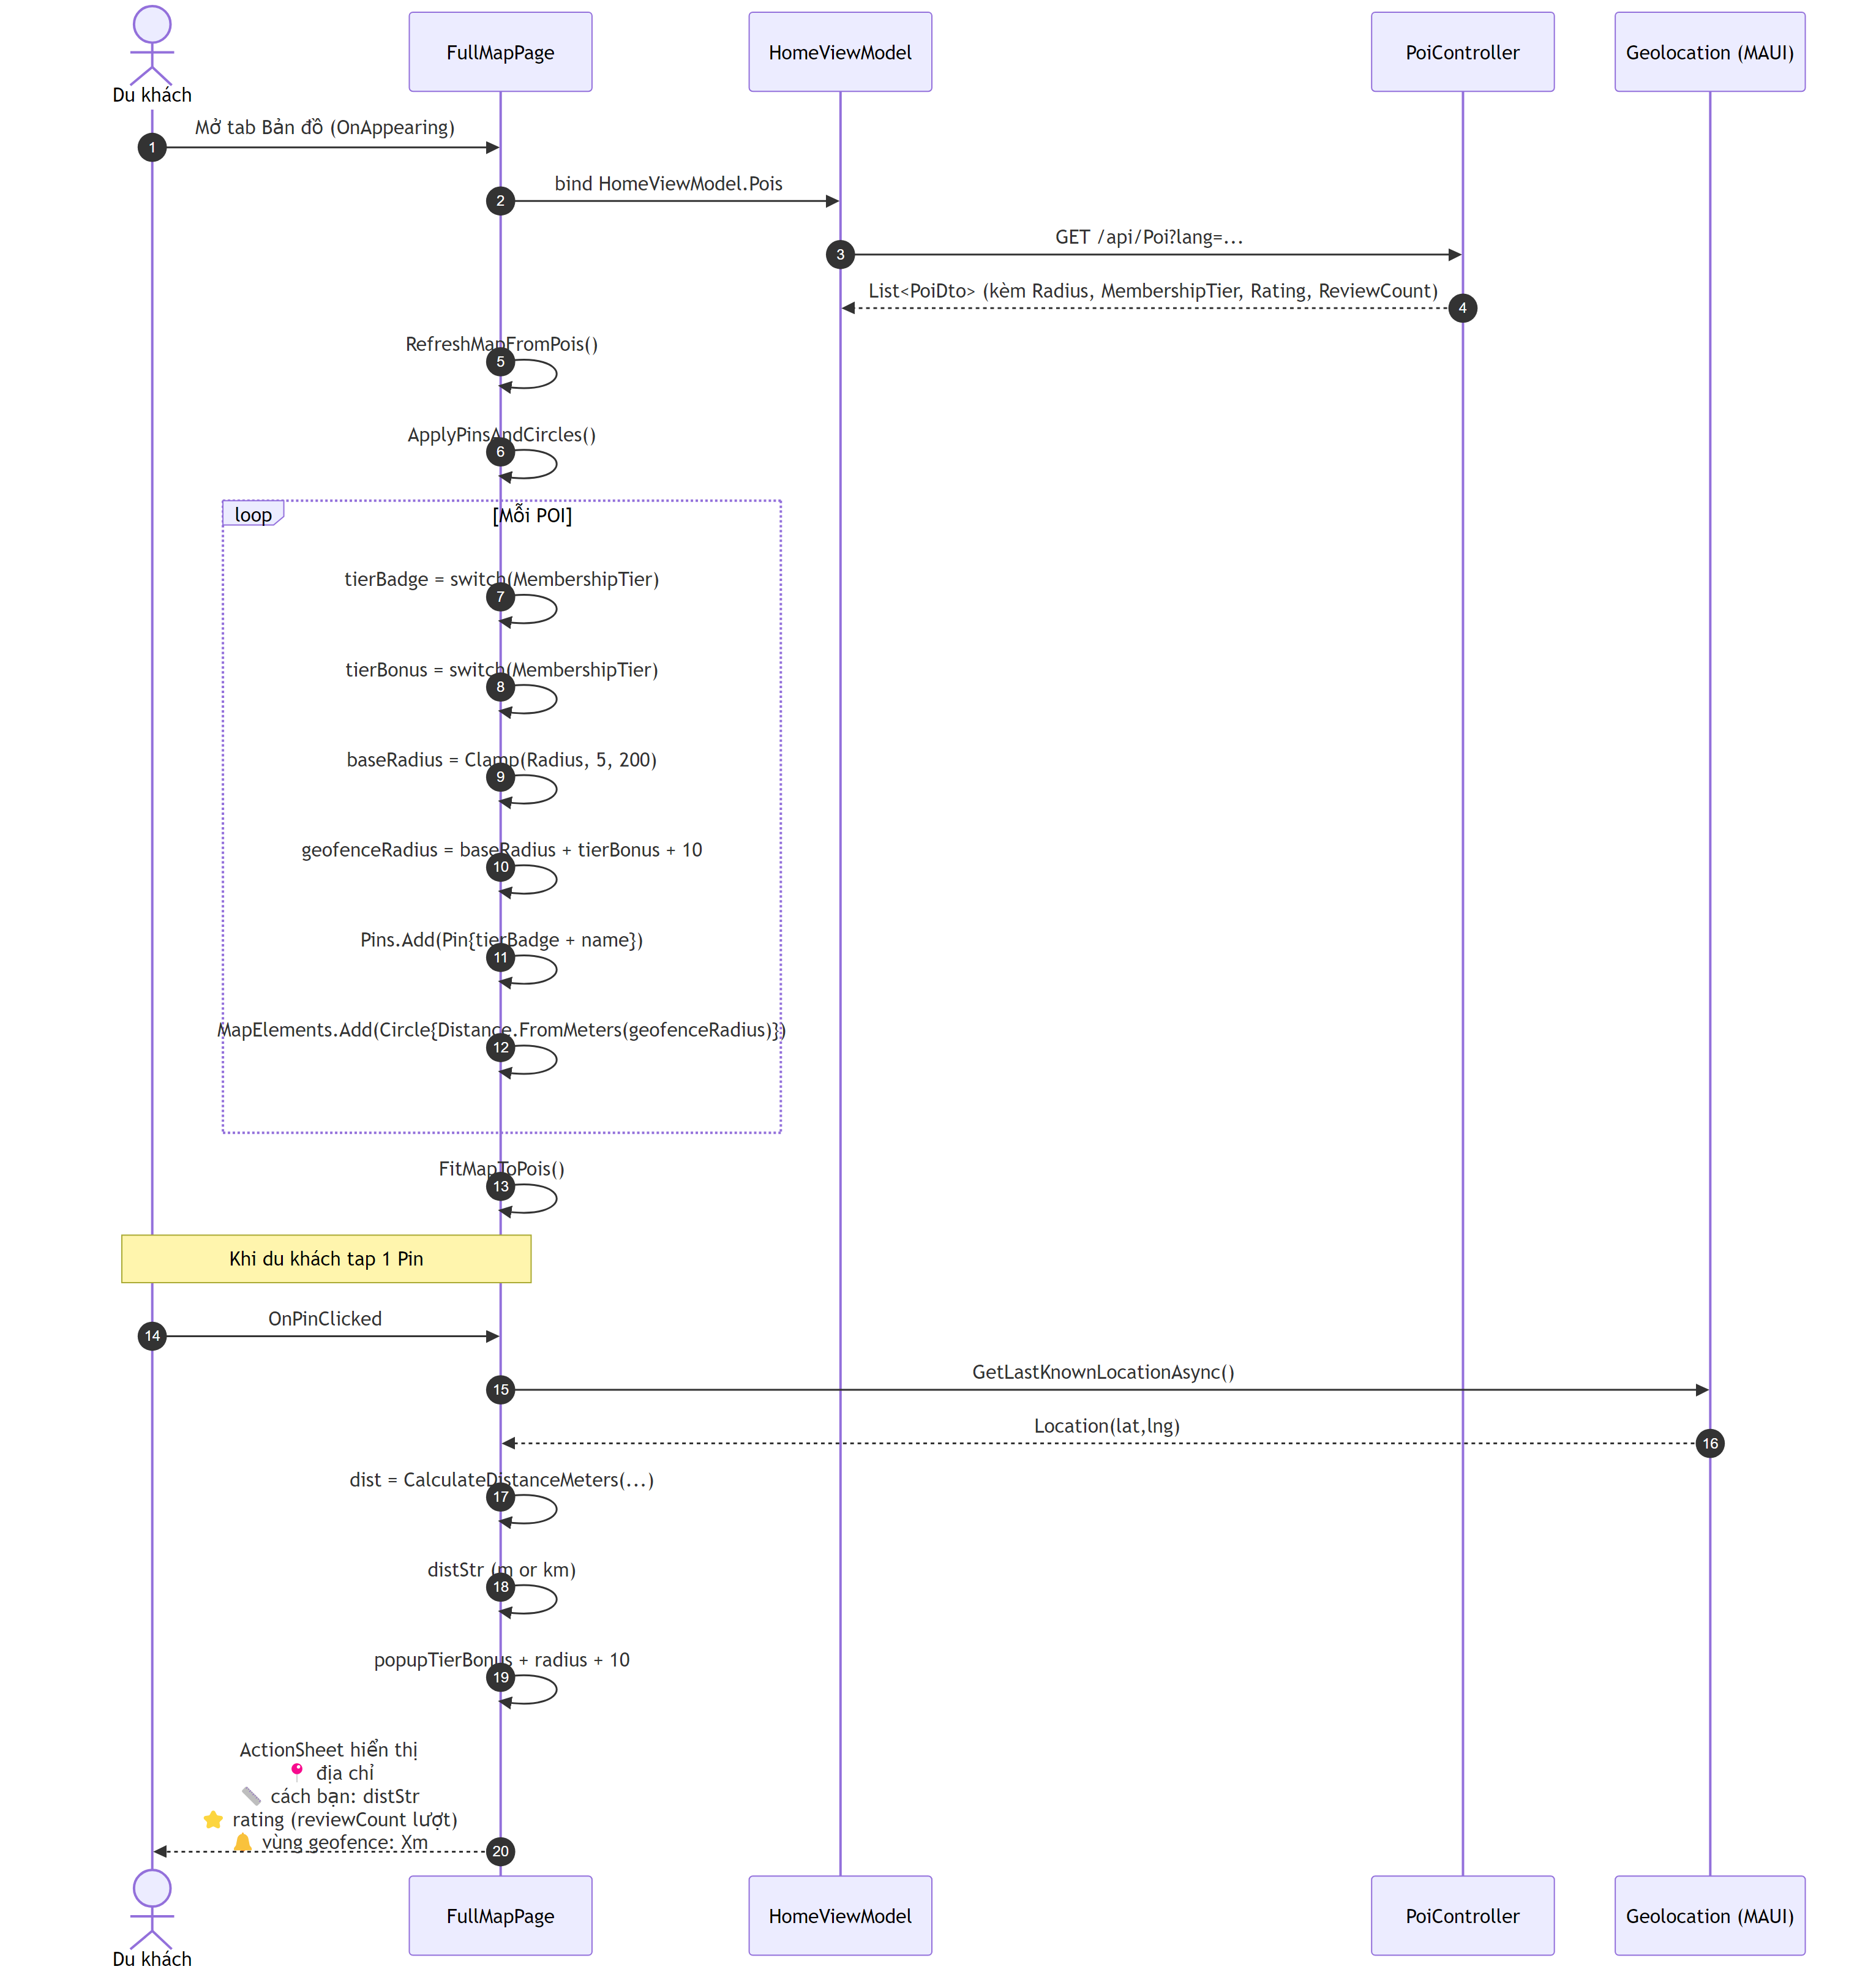 Du khách
FullMapPage
HomeViewModel
PoiController
Geolocation (MAUI)
Mở tab Bản đồ (OnAppearing)
1
bind HomeViewModel.Pois
2
GET /api/Poi?lang=...
3
List<PoiDto> (kèm Radius, MembershipTier, Rating, ReviewCount)
4
RefreshMapFromPois()
5
ApplyPinsAndCircles()
6
loop
[Mỗi POI]
tierBadge = switch(MembershipTier)
7
tierBonus = switch(MembershipTier)
8
baseRadius = Clamp(Radius, 5, 200)
9
geofenceRadius = baseRadius + tierBonus + 10
10
Pins.Add(Pin{tierBadge + name})
11
MapElements.Add(Circle{Distance.FromMeters(geofenceRadius)})
12
FitMapToPois()
13
Khi du khách tap 1 Pin
OnPinClicked
14
GetLastKnownLocationAsync()
15
Location(lat,lng)
16
dist = CalculateDistanceMeters(...)
17
distStr (m or km)
18
popupTierBonus + radius + 10
19
ActionSheet hiển thị
📍 địa chỉ
📏 cách bạn: distStr
⭐ rating (reviewCount lượt)
🔔 vùng geofence: Xm
20
Du khách
FullMapPage
HomeViewModel
PoiController
Geolocation (MAUI)